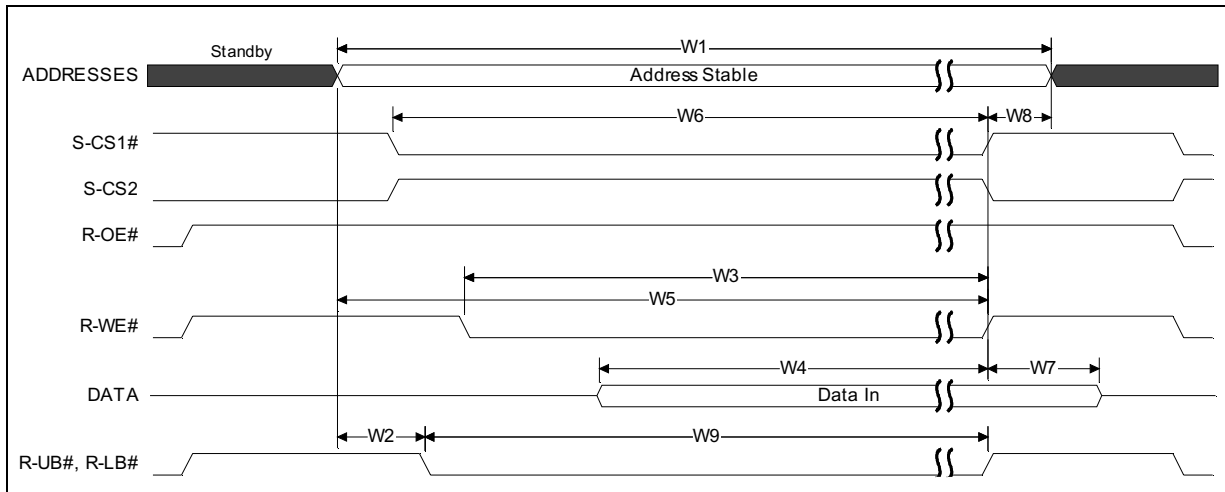 Standby
W1
ADDRESSES
Address Stable
W6
W8
S-CS1#
S-CS2
R-OE#
W3
W5
R-WE#
W4
W7
DATA
Data In
W2
W9
R-UB#, R-LB#